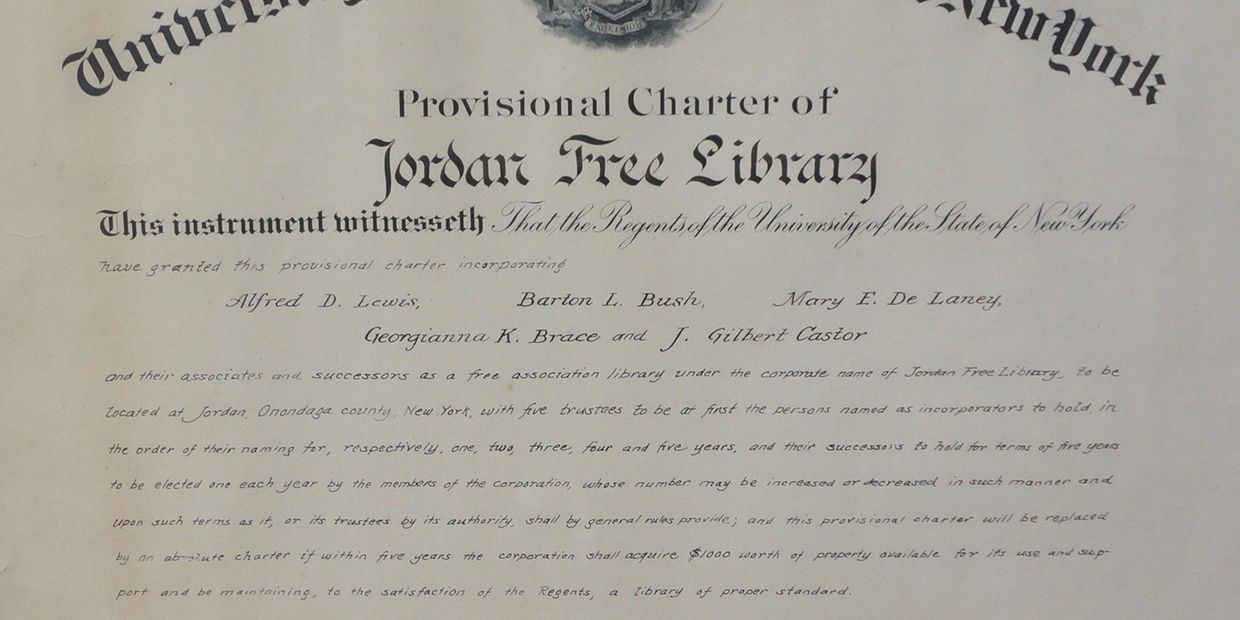 University
New York
Provisional Charter of
Jordan Free Library
This instrument witnesseth That the Regents of the University of the State of New York
have granted this provisional charter incorporating
Alfred D. Lewis, Barton L. Bush, Mary E. De Laney,
Georgianna K. Brace and J. Gilbert Castor
and their associates and successors as a free association library under the corporate name of Jordan Free Library, to be
located at Jordan, Onondaga county, New York, with five trustees to be at first the persons named as incorporators to hold, in
the order of their naming for, respectively, one, two, three, four and five years, and their successors to hold for terms of five years
to be elected one each year by the members of the corporation, whose number may be increased or decreased in such manner and
upon such terms as it, or its trustees by its authority, shall by general rules provide; and this provisional charter will be replaced
by an absolute charter if within five years the corporation shall acquire $1000 worth of property available for its use and sup-
port and be maintaining, to the satisfaction of the Regents, a library of proper standard.